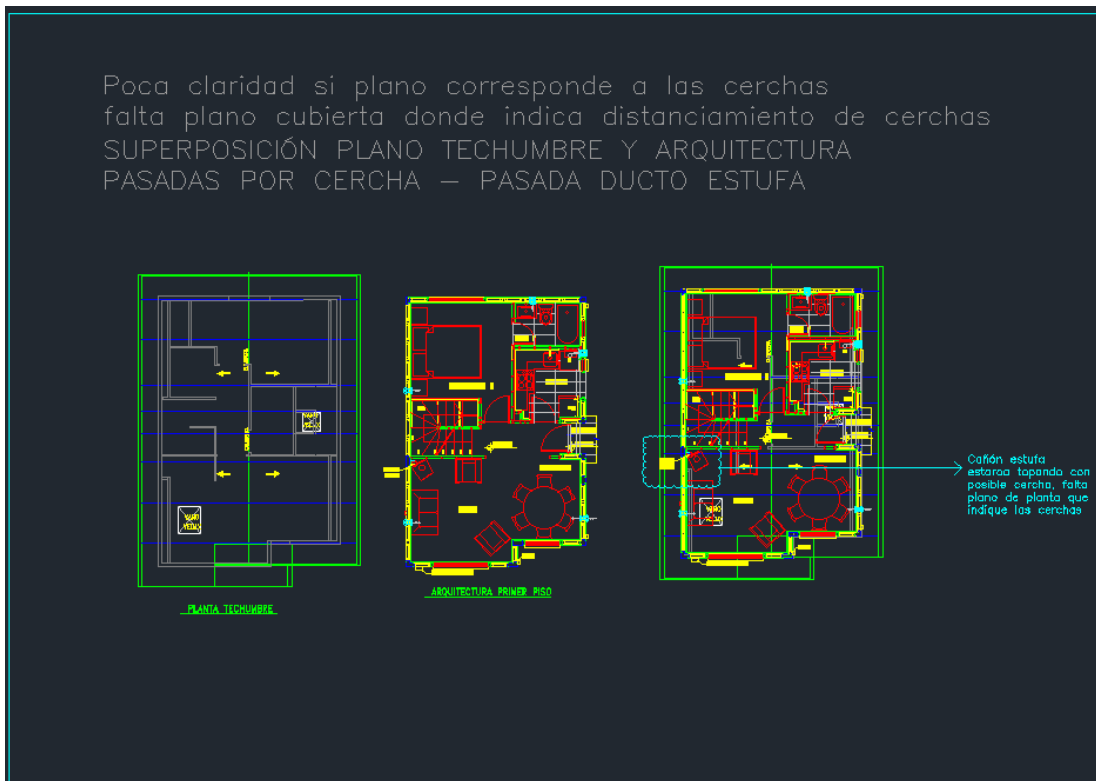 Poca claridad si plano corresponde a las cerchas
falta plano cubierta donde indica distanciamiento de cerchas
SUPERPOSICIÓN PLANO TECHUMBRE Y ARQUITECTURA
PASADAS POR CERCHA – PASADA DUCTO ESTUFA
Cañón estufa
estaroa topando con
posible cercha, falta
plano de planta que
indique las cerchas
PLANTA TECHUMBRE
ARQUITECTURA PRIMER PISO